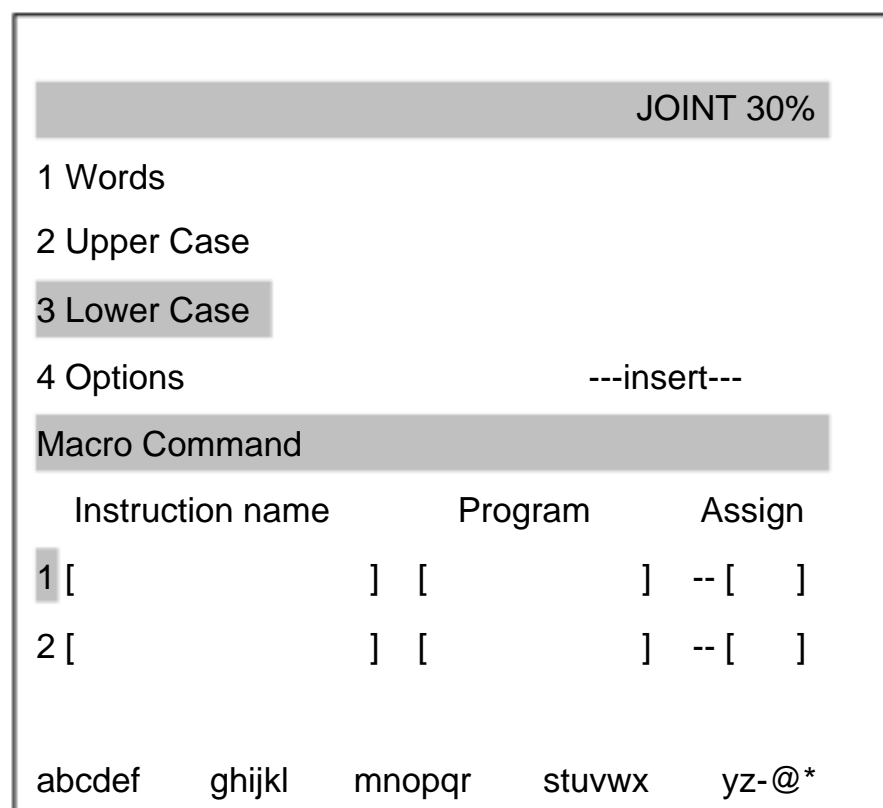 JOINT 30%
1 Words
2 Upper Case
3 Lower Case
4 Options ---insert---
Macro Command
Instruction name Program Assign
1 [ ] [ ] -- [ ]
2 [ ] [ ] -- [ ]
abcdef ghijkl mnopqr stuvwx yz-@*